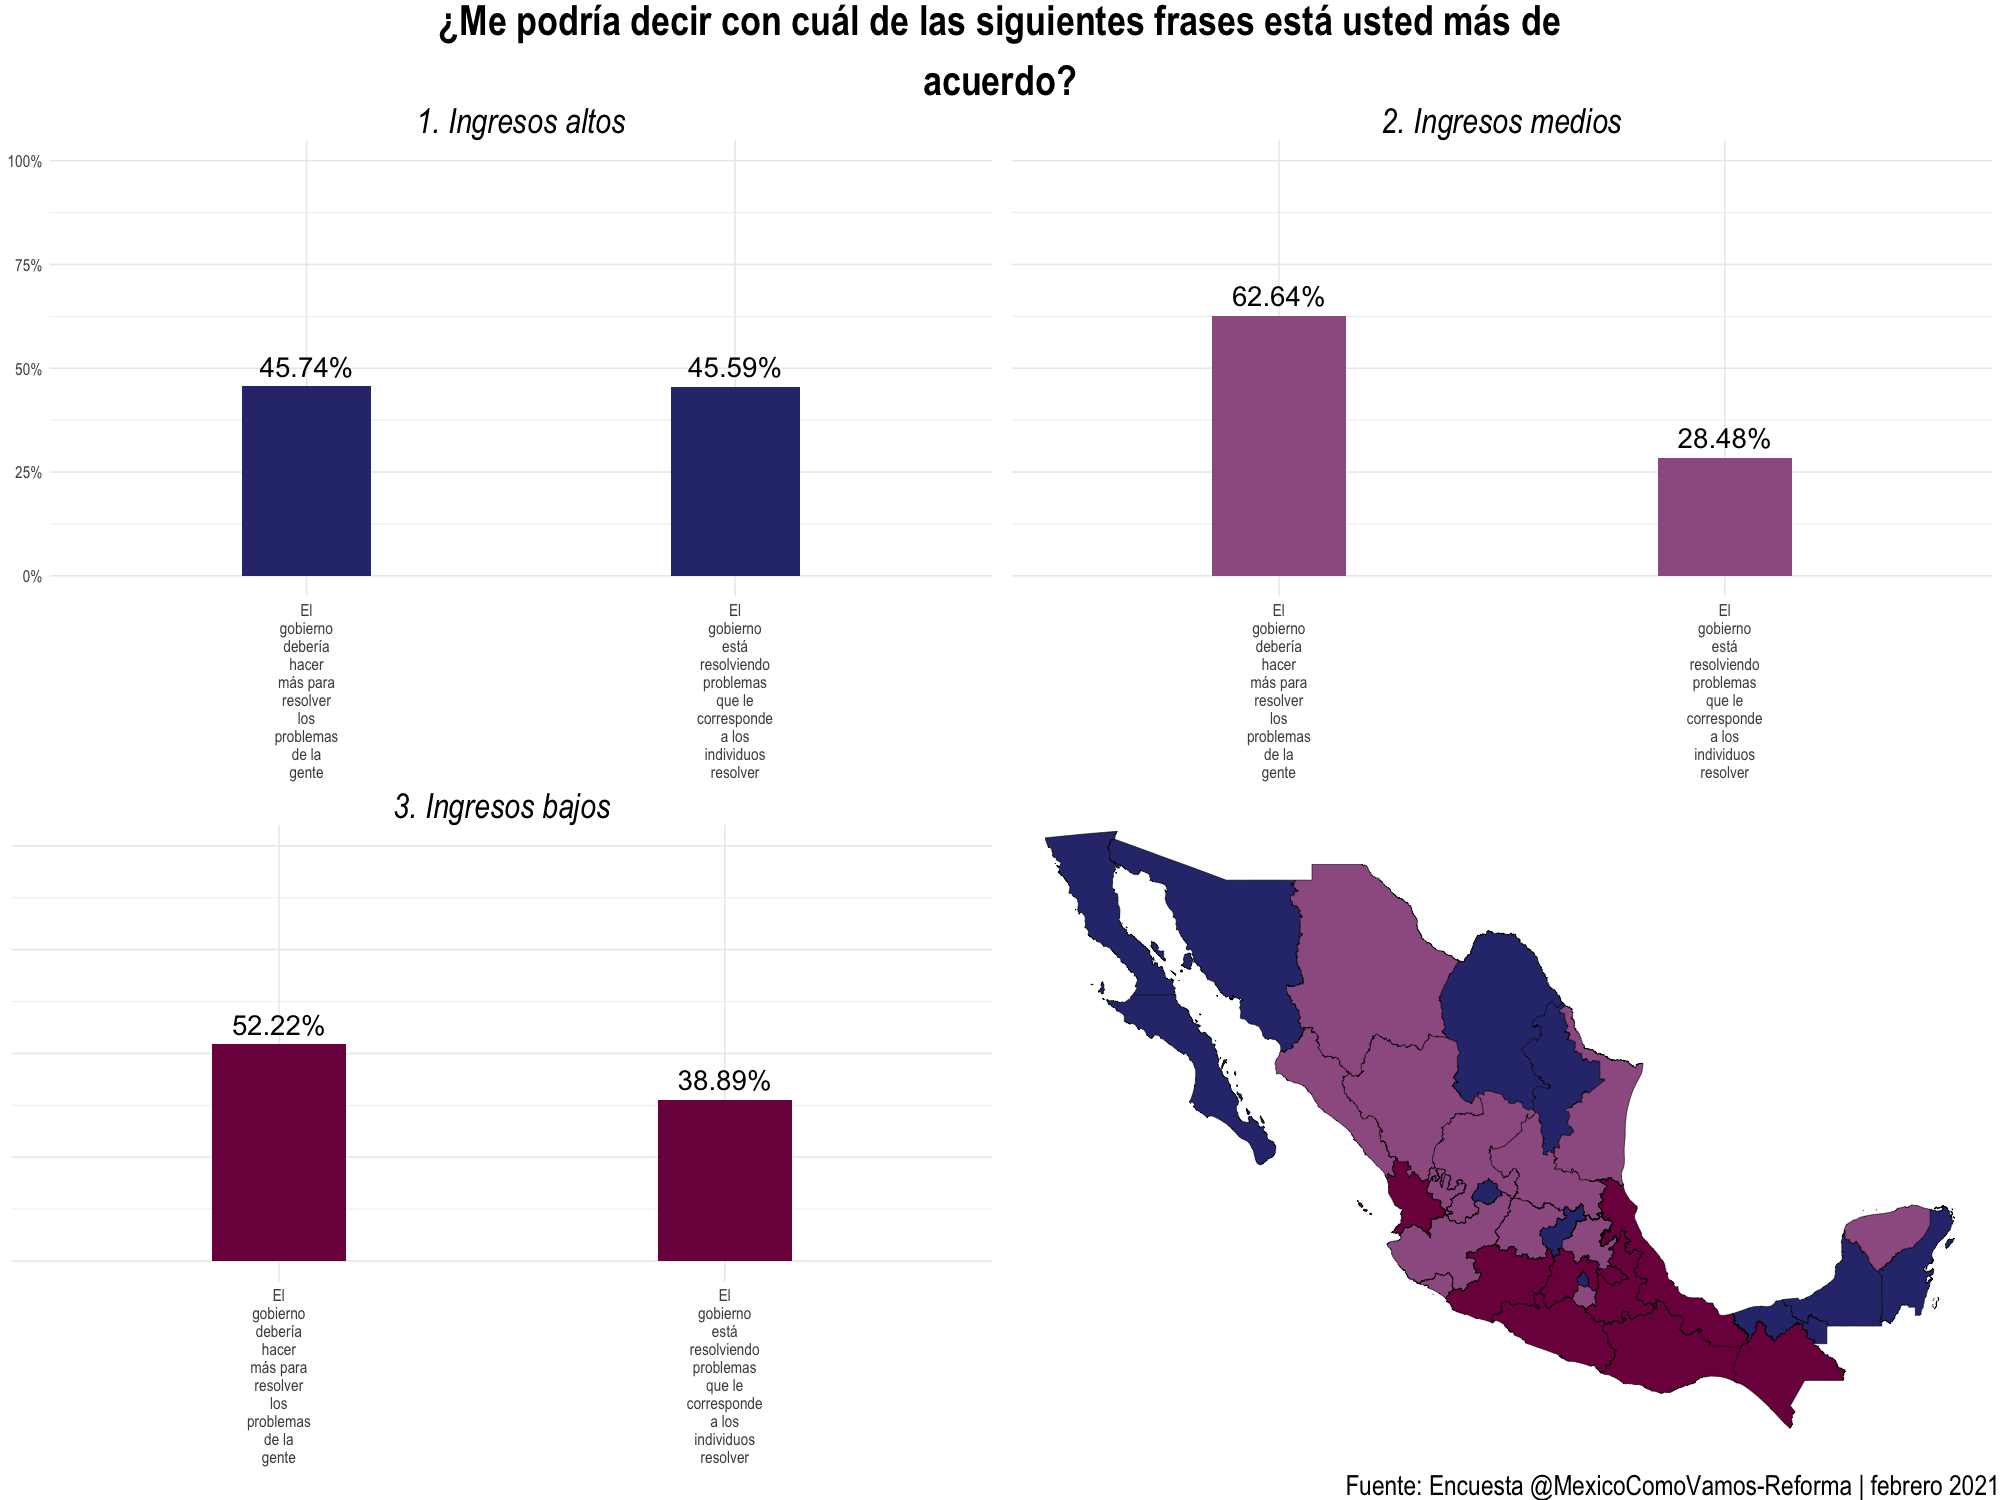 ¿Me podría decir con cuál de las siguientes frases está usted más de
acuerdo?
1. Ingresos altos
100%
75%
50%
25%
0%
45.74%
45.59%
El
gobierno
debería
hacer
más para
resolver
los
problemas
de la
gente
El
gobierno
está
resolviendo
problemas
que le
corresponde
a los
individuos
resolver
2. Ingresos medios
62.64%
28.48%
El
gobierno
debería
hacer
más para
resolver
los
problemas
de la
gente
El
gobierno
está
resolviendo
problemas
que le
corresponde
a los
individuos
resolver
3. Ingresos bajos
52.22%
38.89%
El
gobierno
debería
hacer
más para
resolver
los
problemas
de la
gente
El
gobierno
está
resolviendo
problemas
que le
corresponde
a los
individuos
resolver
Fuente: Encuesta @MexicoComoVamos-Reforma | febrero 2021